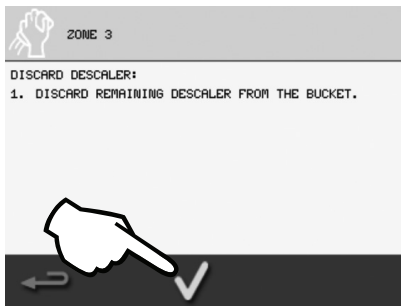 ZONE 3
DISCARD DESCALER:
1. DISCARD REMAINING DESCALER FROM THE BUCKET.